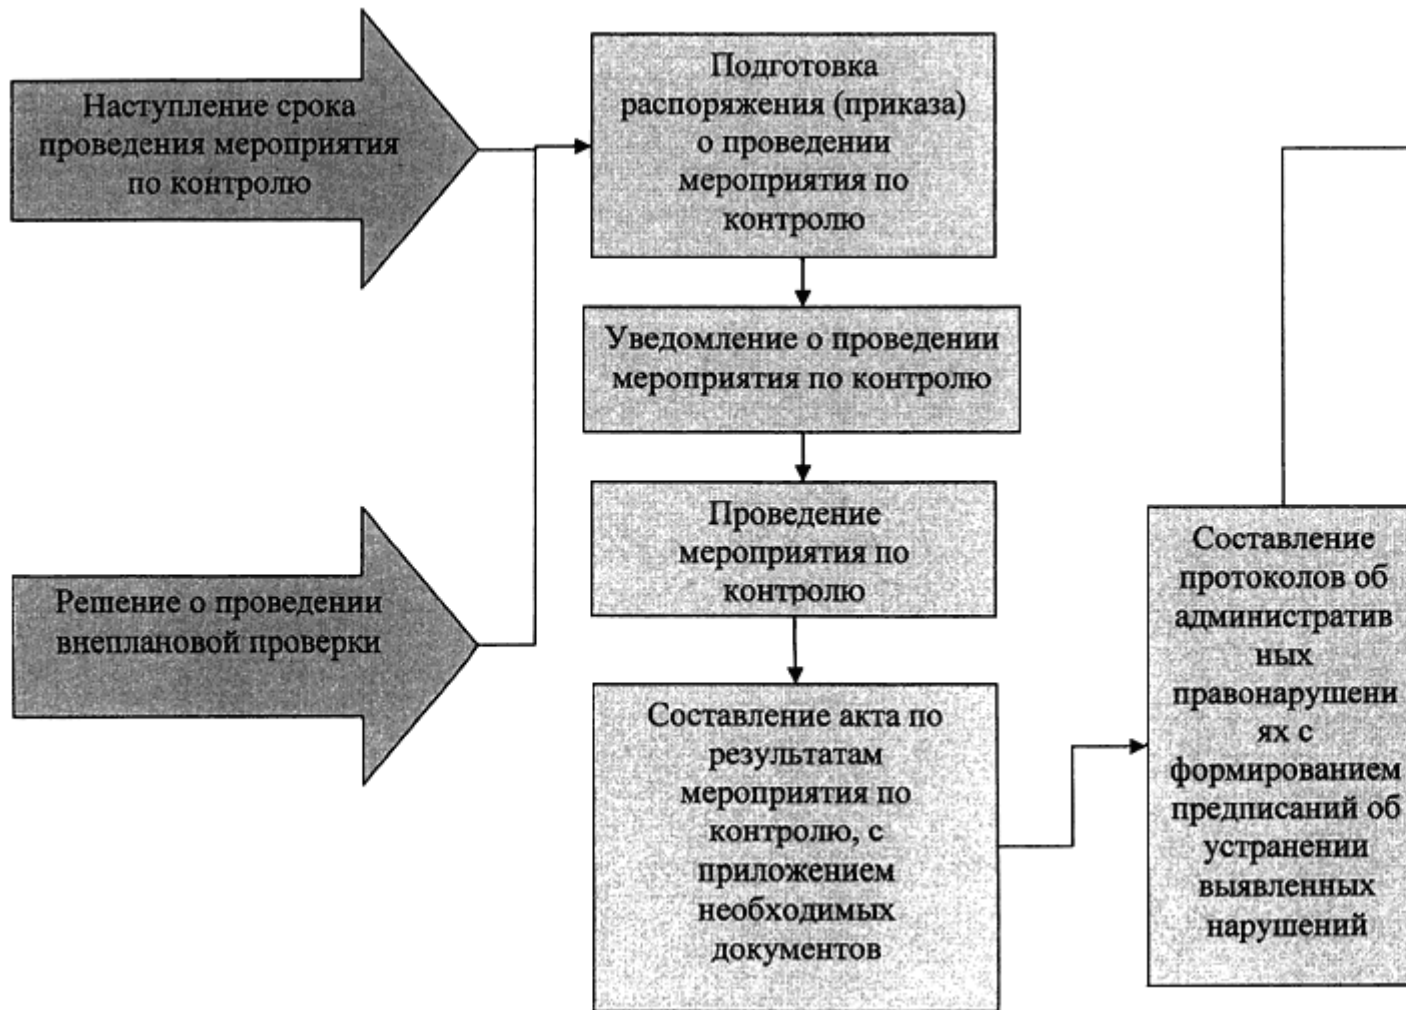 Наступление срока
проведения мероприятия
по контролю
Подготовка
распоряжения (приказа)
о проведении
мероприятия по
контролю
Уведомление о проведении
мероприятия по контролю
Проведение
мероприятия по
контролю
Решение о проведении
внеплановой проверки
Составление акта по
результатам
мероприятия по
контролю, с
приложением
необходимых
документов
Составление
протоколов об
административ
ных
правонарушени
ях с
формированием
предписаний об
устранении
выявленных
нарушений